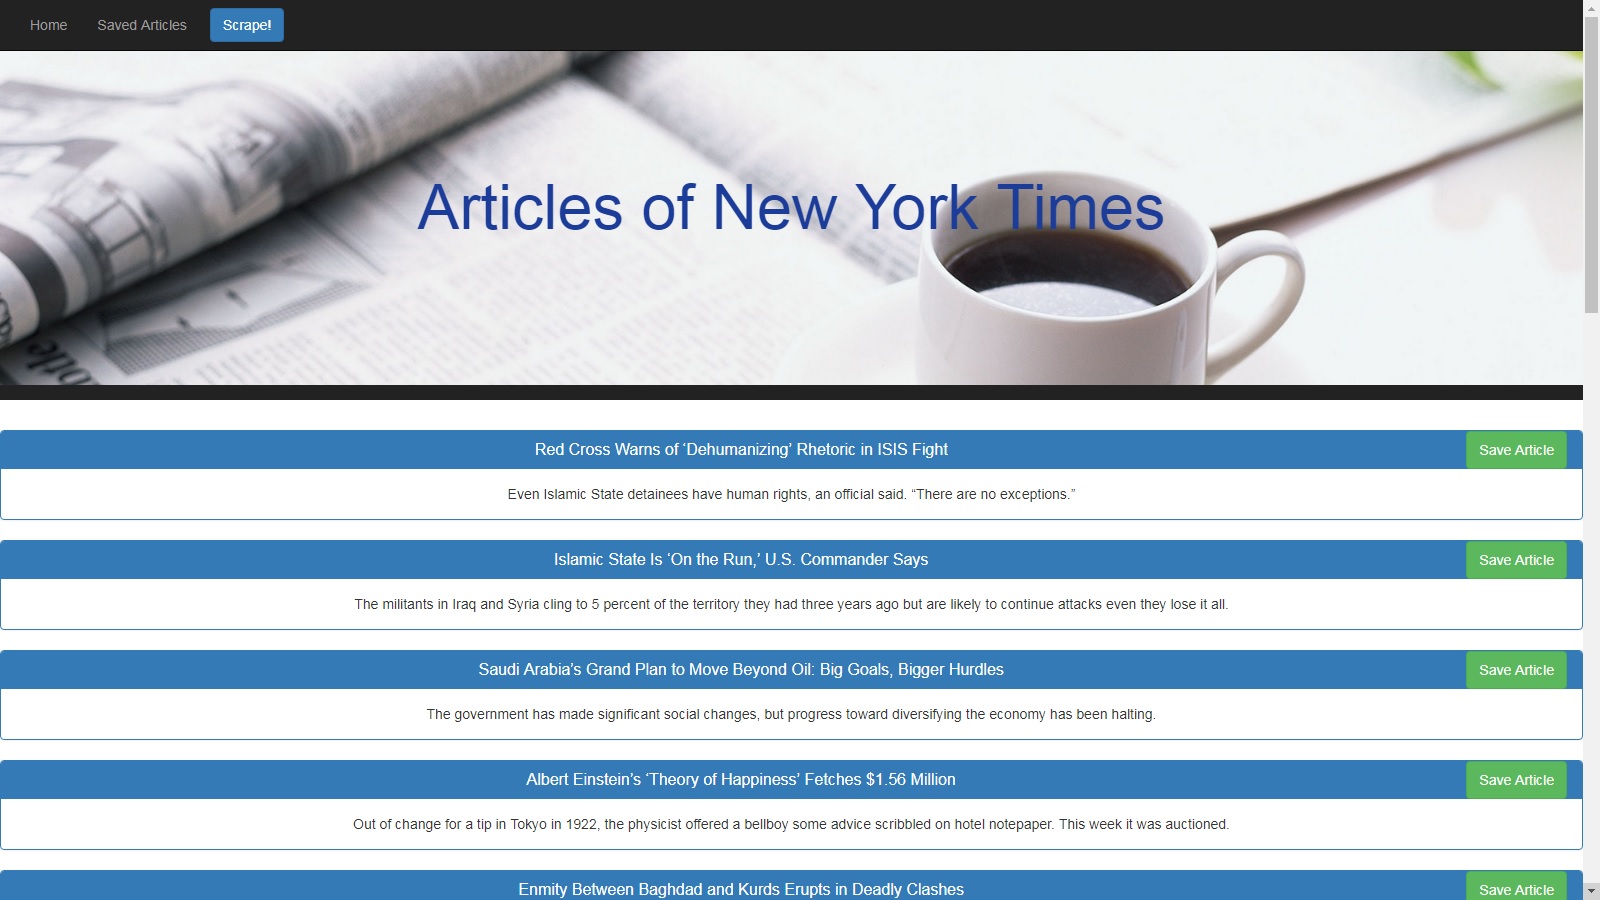 Home Saved Articles Scrape!
Articles of New York Times
Red Cross Warns of ‘Dehumanizing’ Rhetoric in ISIS Fight Save Article
Even Islamic State detainees have human rights, an official said. “There are no exceptions.”
Islamic State Is ‘On the Run,’ U.S. Commander Says Save Article
The militants in Iraq and Syria cling to 5 percent of the territory they had three years ago but are likely to continue attacks even they lose it all.
Saudi Arabia’s Grand Plan to Move Beyond Oil: Big Goals, Bigger Hurdles Save Article
The government has made significant social changes, but progress toward diversifying the economy has been halting.
Albert Einstein’s ‘Theory of Happiness’ Fetches $1.56 Million Save Article
Out of change for a tip in Tokyo in 1922, the physicist offered a bellboy some advice scribbled on hotel notepaper. This week it was auctioned.
Enmity Between Baghdad and Kurds Erupts in Deadly Clashes Save Article